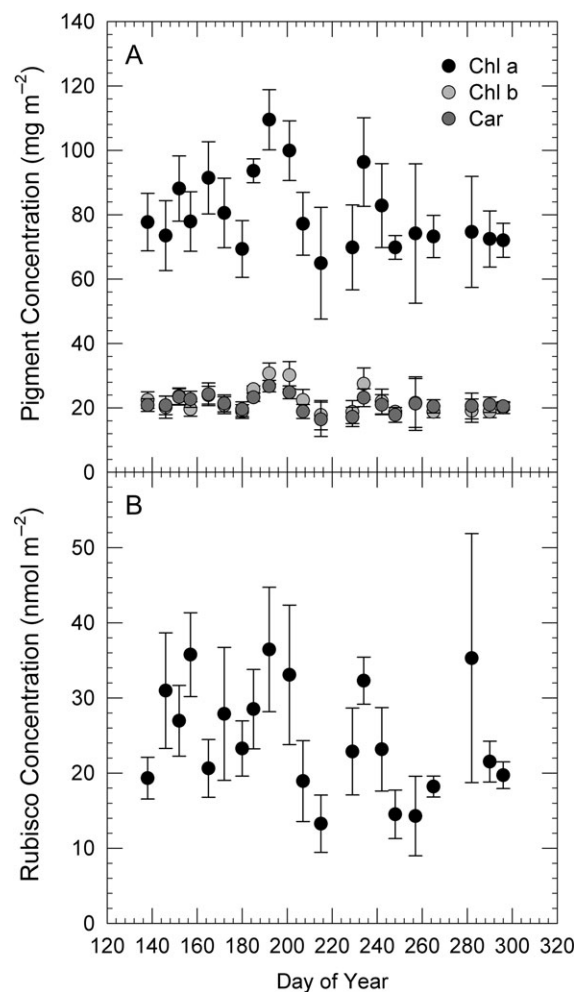 A
Chl a
Chl b
Car
Pigment Concentration (mg m⁻²)
140
120
100
80
60
40
20
0
B
Rubisco Concentration (nmol m⁻²)
50
40
30
20
10
0
120 140 160 180 200 220 240 260 280 300 320
Day of Year